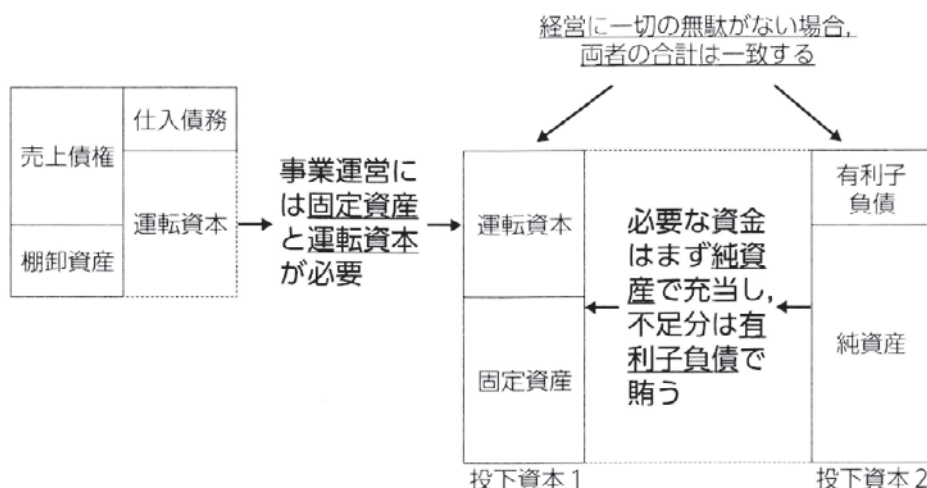 経営に一切の無駄がない場合,
両者の合計は一致する
売上債権
棚卸資産
仕入債務
運転資本
事業運営に
は固定資産
と運転資本
が必要
運転資本
固定資産
投下資本1
必要な資金
はまず純資
産で充当し,
不足分は有
利子負債で
賄う
有利子
負債
純資産
投下資本2